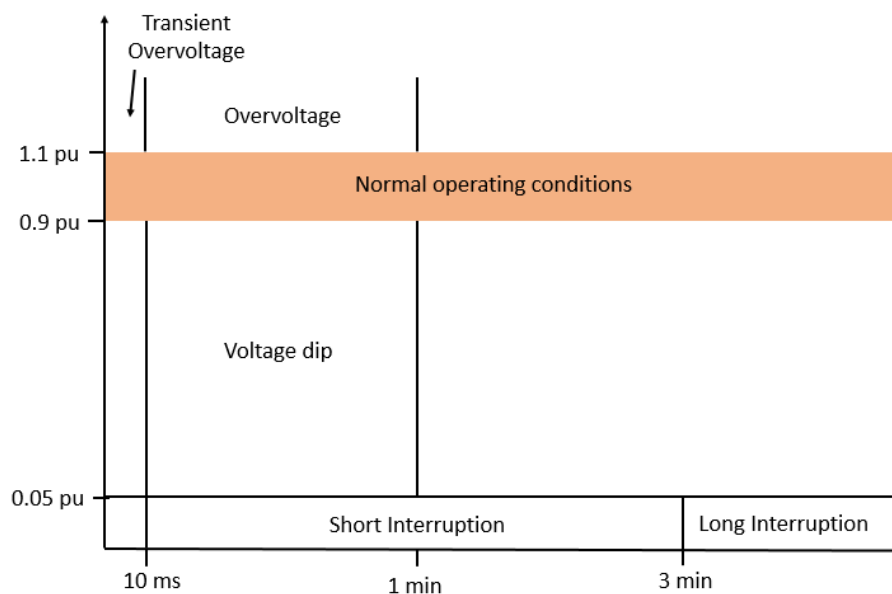 Transient
Overvoltage
Overvoltage
1.1 pu
Normal operating conditions
0.9 pu
Voltage dip
0.05 pu
Short Interruption
Long Interruption
10 ms
1 min
3 min